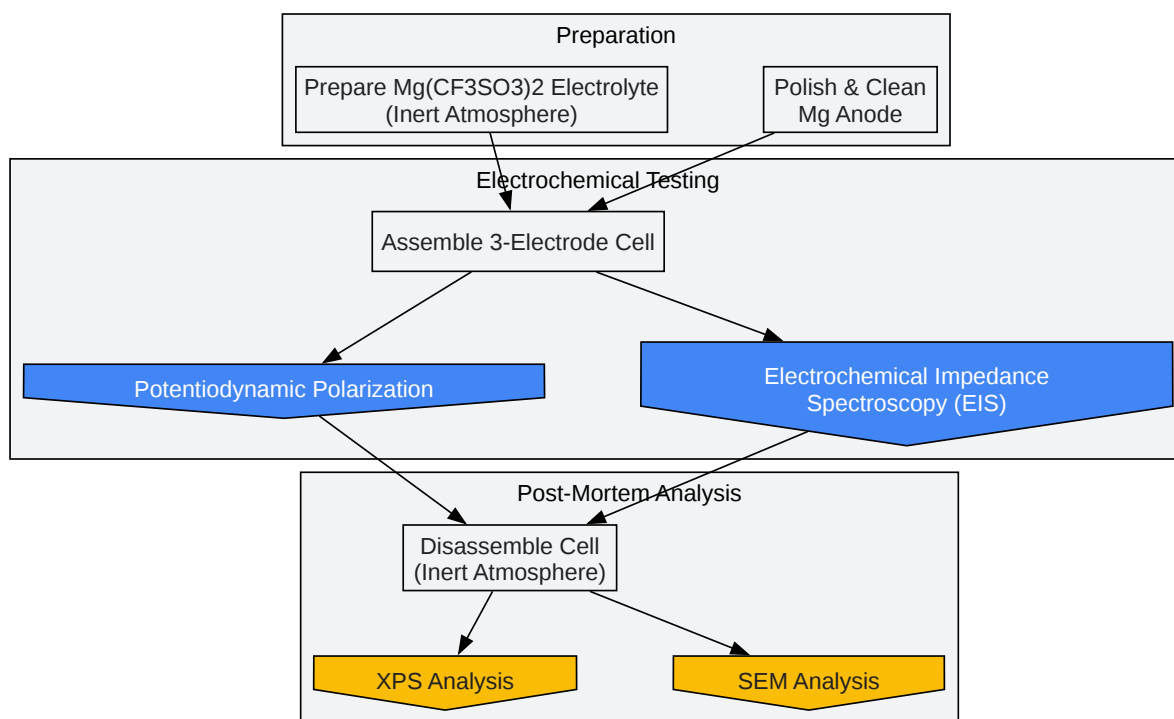 Preparation
Prepare Mg(CF3SO3)2 Electrolyte
(Inert Atmosphere)
Polish & Clean
Mg Anode
Electrochemical Testing
Assemble 3-Electrode Cell
Potentiodynamic Polarization
Electrochemical Impedance
Spectroscopy (EIS)
Post-Mortem Analysis
Disassemble Cell
(Inert Atmosphere)
XPS Analysis
SEM Analysis